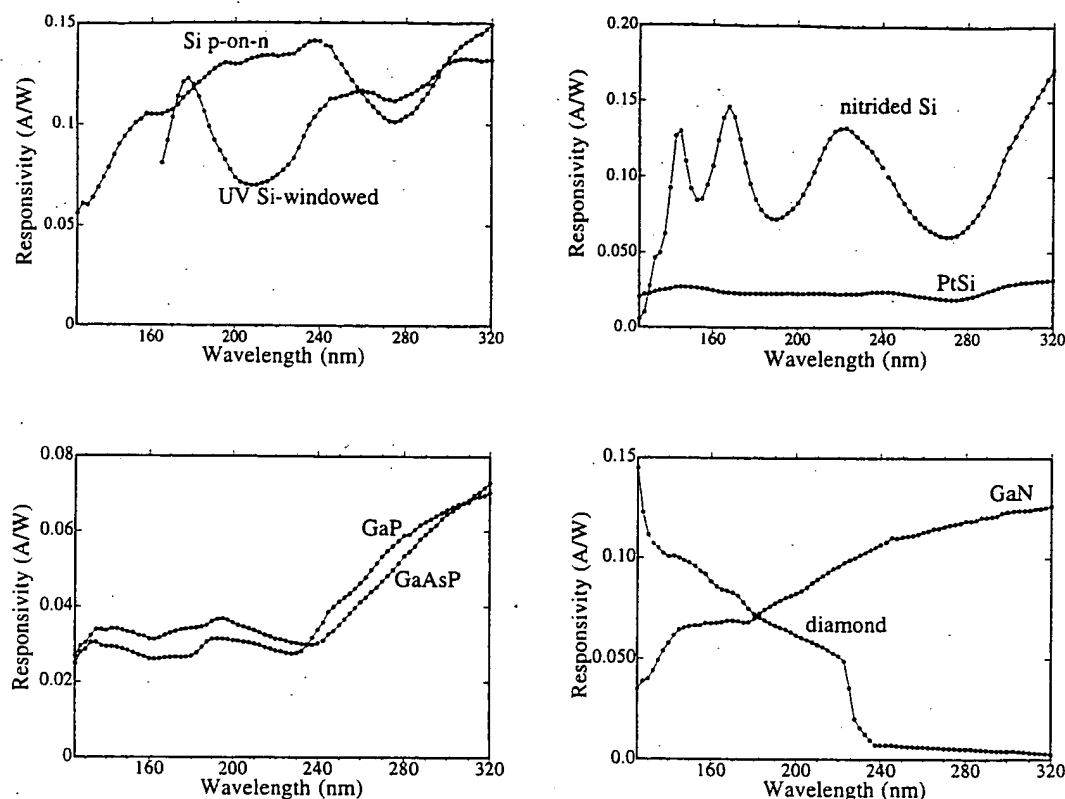 0.15
0.1
0.05
0
Responsivity (A/W)
Si p-on-n
UV Si-windowed
160
200
240
280
320
Wavelength (nm)
0.20
0.15
0.10
0.050
0.0
Responsivity (A/W)
nitrided Si
PtSi
160
200
240
280
320
Wavelength (nm)
0.08
0.06
0.04
0.02
0
Responsivity (A/W)
GaP
GaAsP
160
200
240
280
320
Wavelength (nm)
0.15
0.10
0.050
0.0
Responsivity (A/W)
GaN
diamond
160
200
240
280
320
Wavelength (nm)